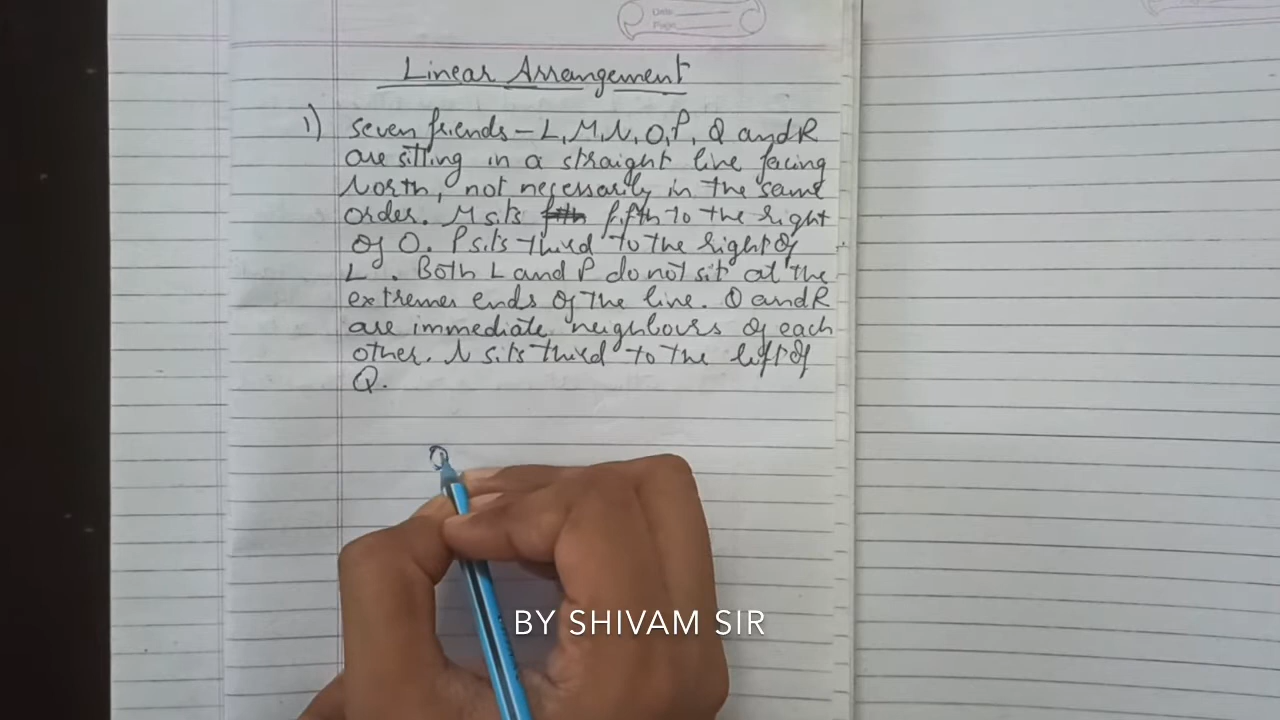 Date
Page
Linear Arrangement
1) Seven friends - L, M, N, O, P, Q and R
are sitting in a straight line facing
North, not necessarily in the same
order. M sits fifth to the right
of O. P sits third to the right of
L. Both L and P do not sit at the
extremes ends of the line. Q and R
are immediate neighbours of each
other. N sits third to the left of
Q.
BY SHIVAM SIR